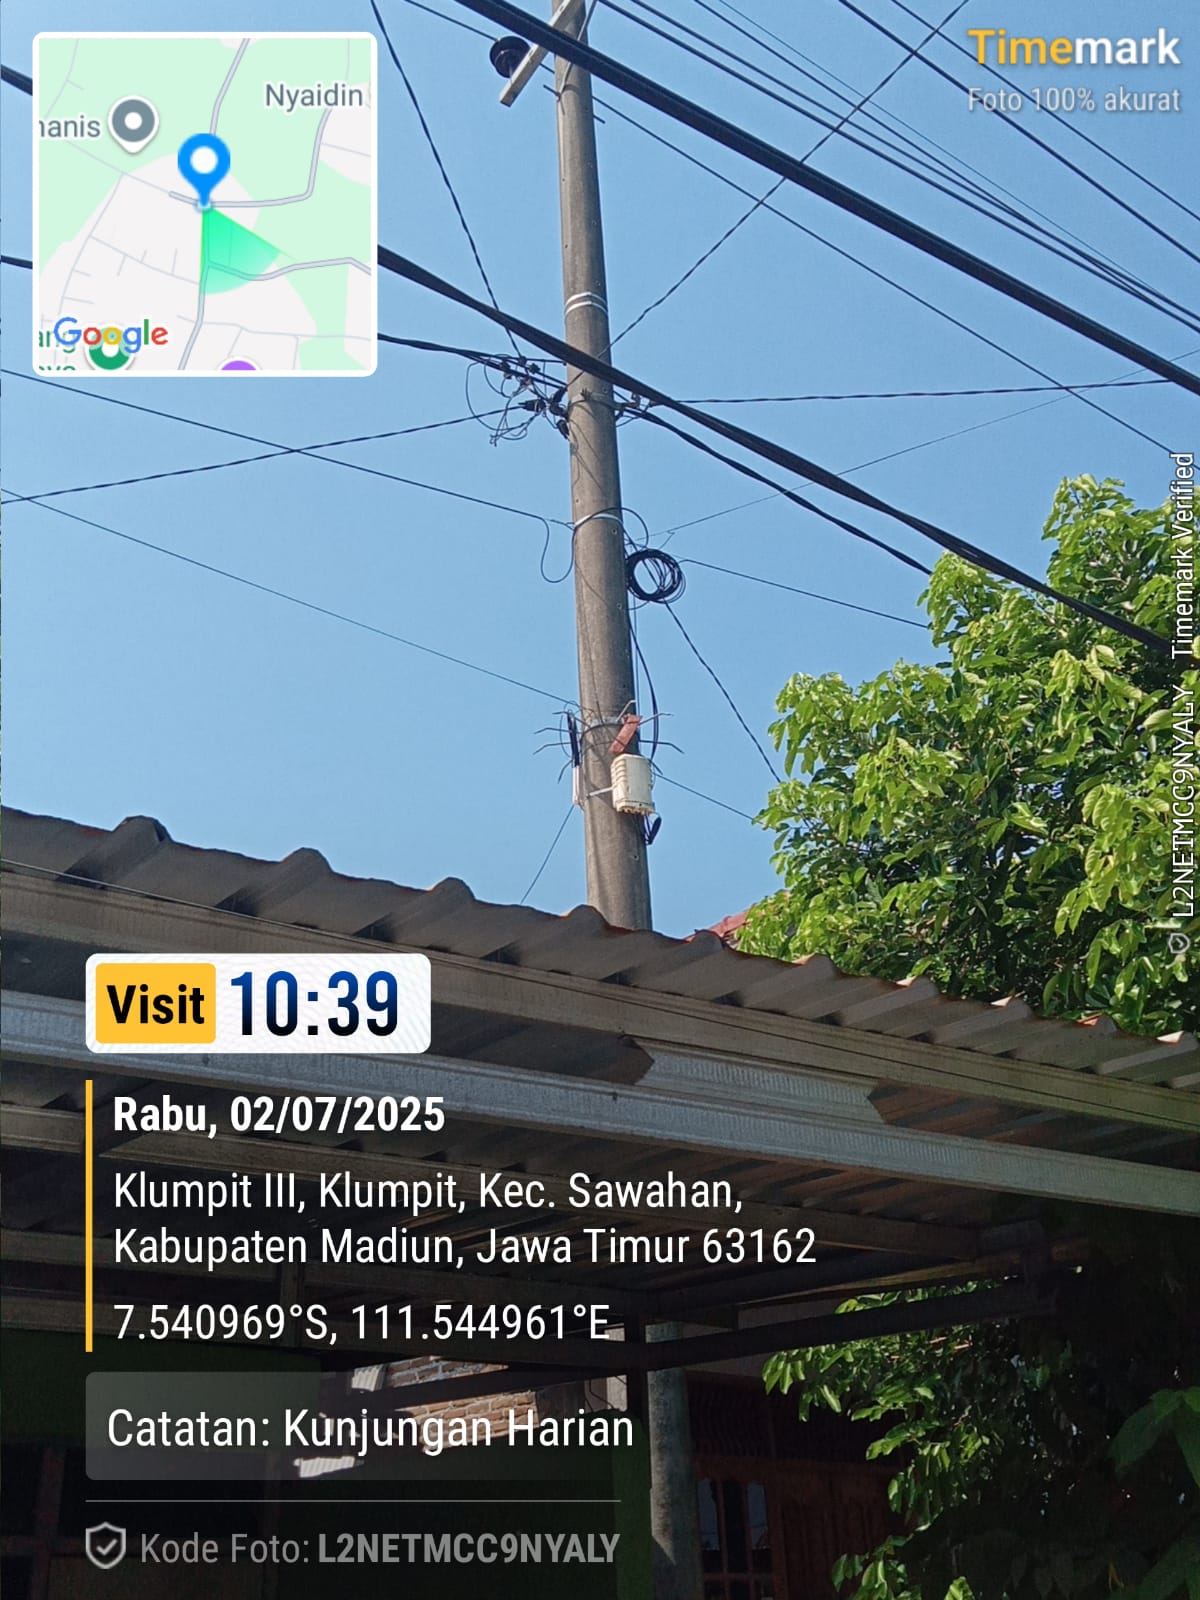 Nyaidin
hanis
Google
Timemark
Foto 100% akurat
L2NETMCC9NYALY Timemark Verified
Visit 10:39
Rabu, 02/07/2025
Klumpit III, Klumpit, Kec. Sawahan,
Kabupaten Madiun, Jawa Timur 63162
7.540969°S, 111.544961°E
Catatan: Kunjungan Harian
Kode Foto: L2NETMCC9NYALY